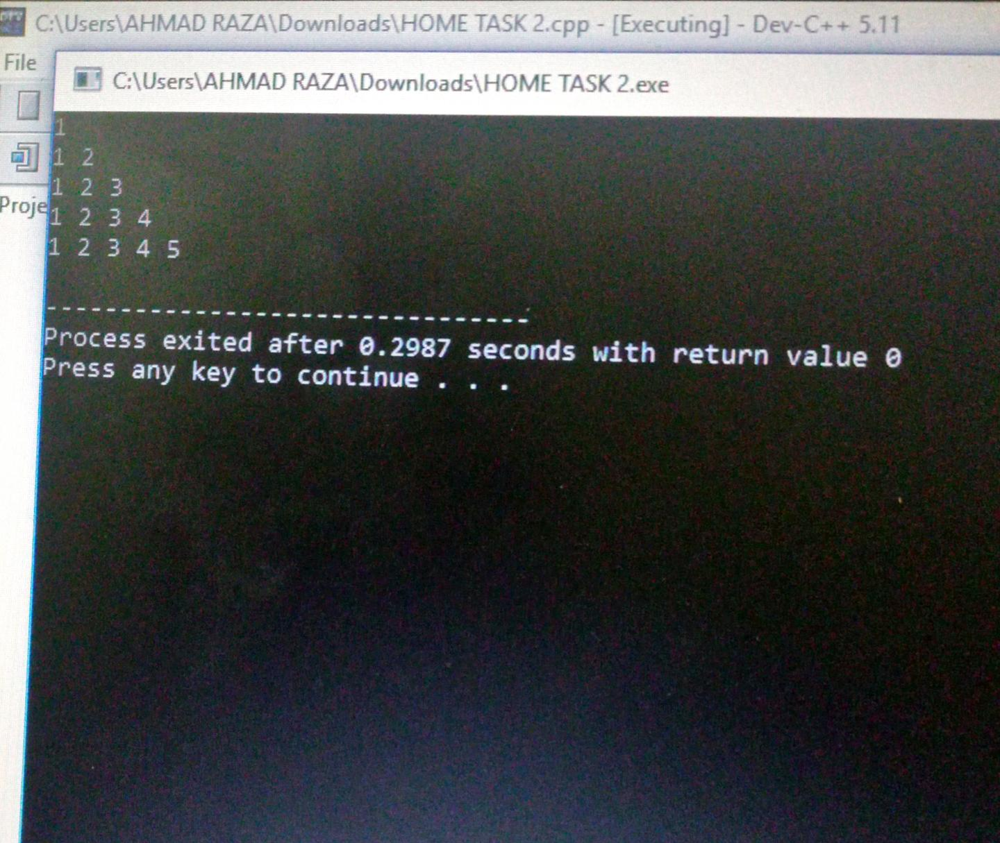 C:\Users\AHMAD RAZA\Downloads\HOME TASK 2.cpp - [Executing] - Dev-C++ 5.11
File
C:\Users\AHMAD RAZA\Downloads\HOME TASK 2.exe
1
1 2
1 2 3
Proje
1 2 3 4
1 2 3 4 5
--------------------------------
Process exited after 0.2987 seconds with return value 0
Press any key to continue . . .